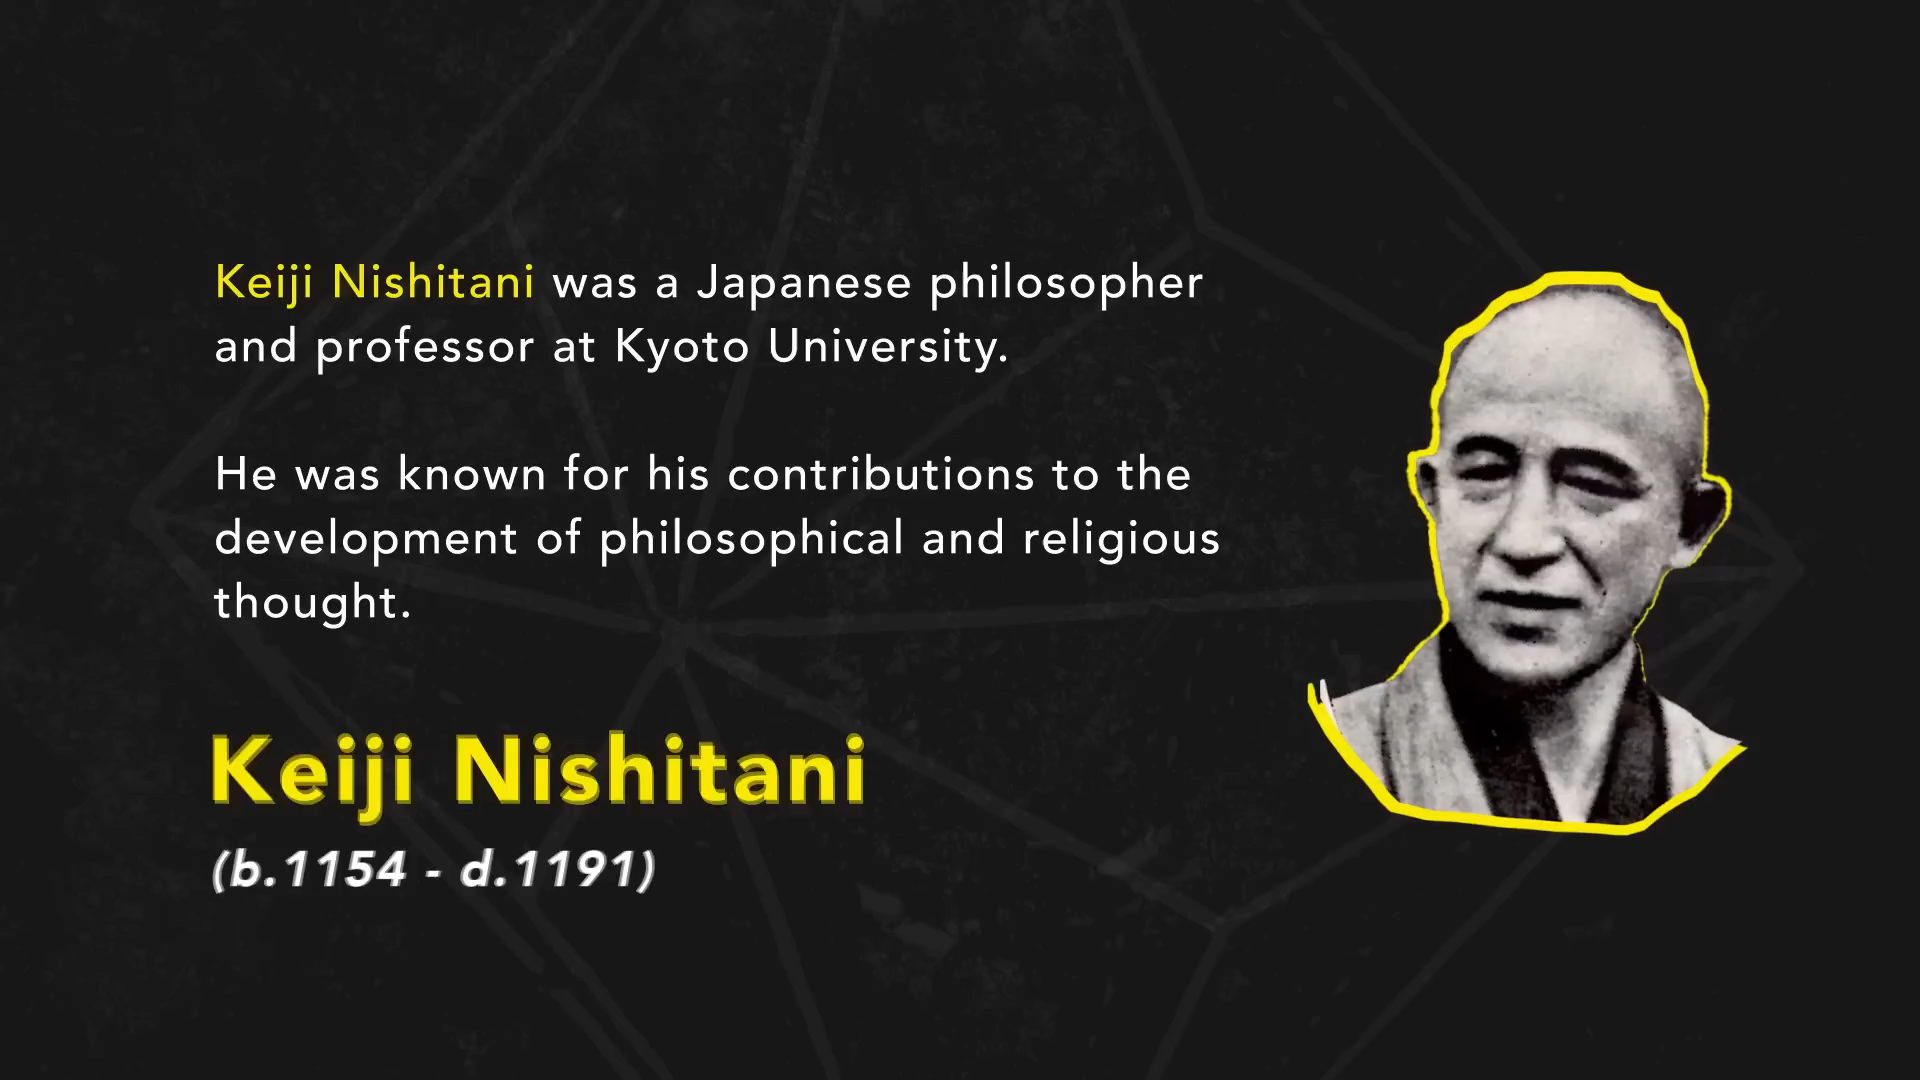 Keiji Nishitani was a Japanese philosopher
and professor at Kyoto University.
He was known for his contributions to the
development of philosophical and religious
thought.
Keiji Nishitani
(b.1154 - d.1191)